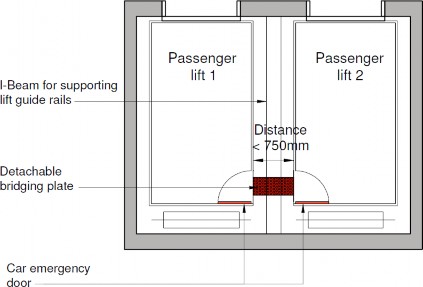 Passenger
lift 1
Passenger
lift 2
I-Beam for supporting
lift guide rails
Distance
< 750mm
Detachable
bridging plate
Car emergency
door